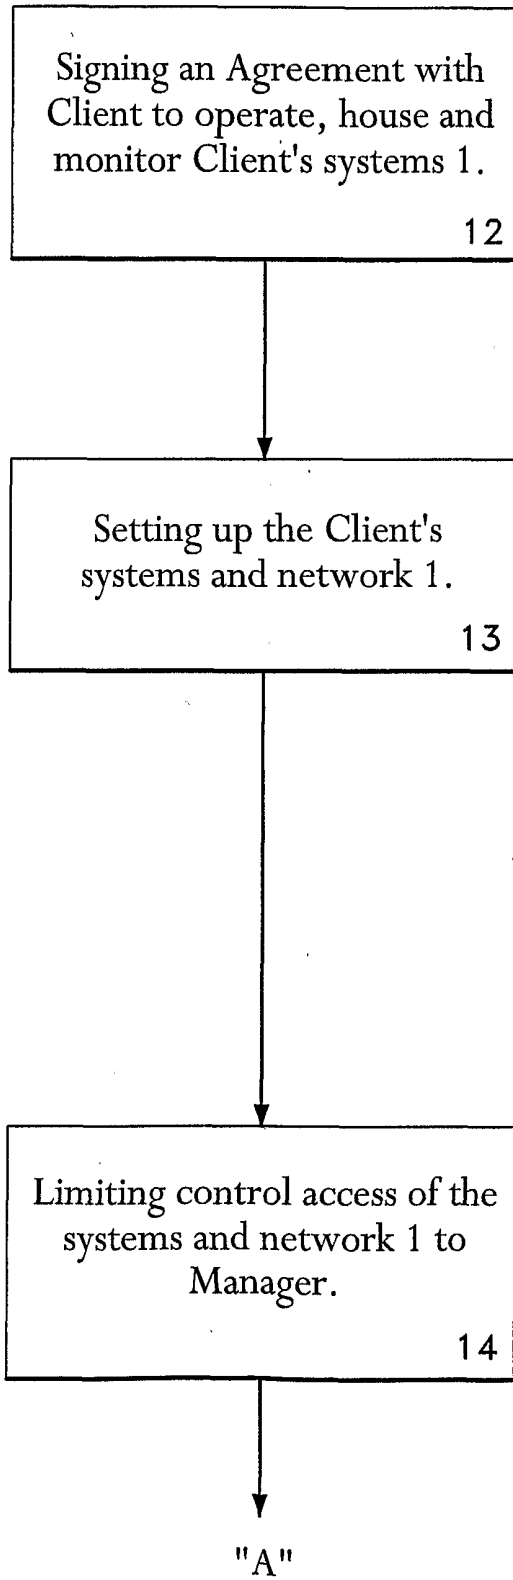 Signing an Agreement with
Client to operate, house and
monitor Client's systems 1.
12
Setting up the Client's
systems and network 1.
13
Limiting control access of the
systems and network 1 to
Manager.
14
"A"